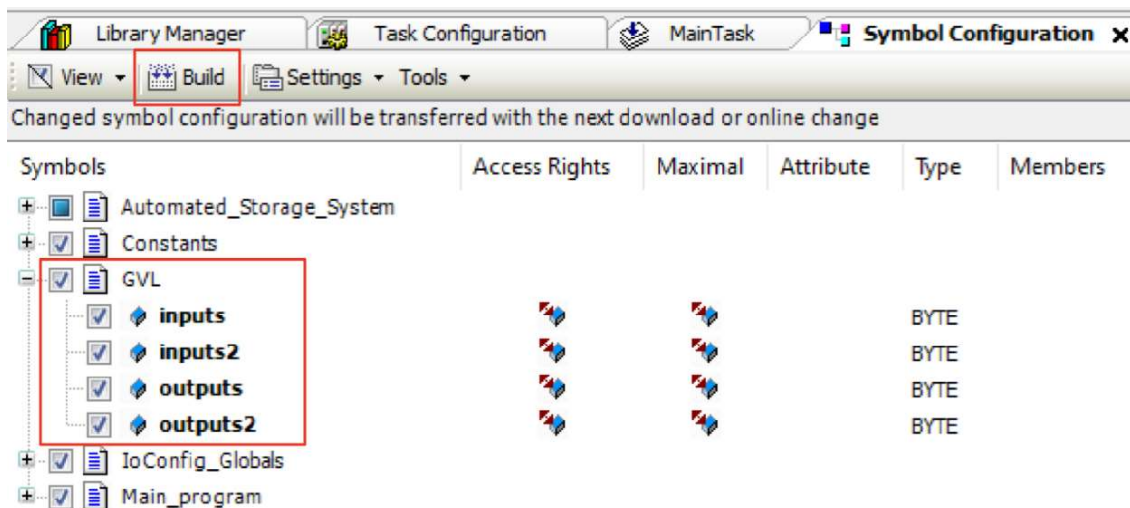 Library Manager Task Configuration MainTask Symbol Configuration
View Build Settings Tools
Changed symbol configuration will be transferred with the next download or online change
Symbols Access Rights Maximal Attribute Type Members
Automated_Storage_System
Constants
GVL
inputs BYTE
inputs2 BYTE
outputs BYTE
outputs2 BYTE
IoConfig_Globals
Main_program